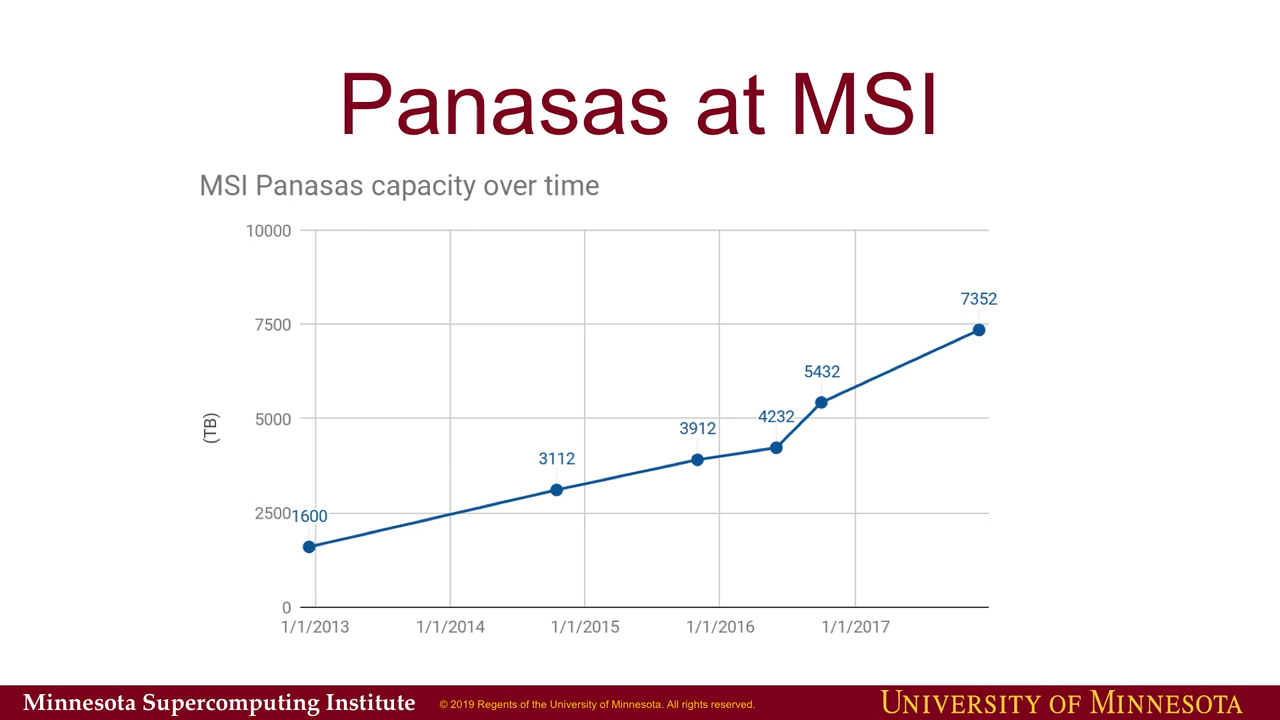 Panasas at MSI
MSI Panasas capacity over time
10000
7500
5000
2500
0
(TB)
1600
3112
3912
4232
5432
7352
1/1/2013
1/1/2014
1/1/2015
1/1/2016
1/1/2017
Minnesota Supercomputing Institute
© 2019 Regents of the University of Minnesota. All rights reserved.
UNIVERSITY OF MINNESOTA